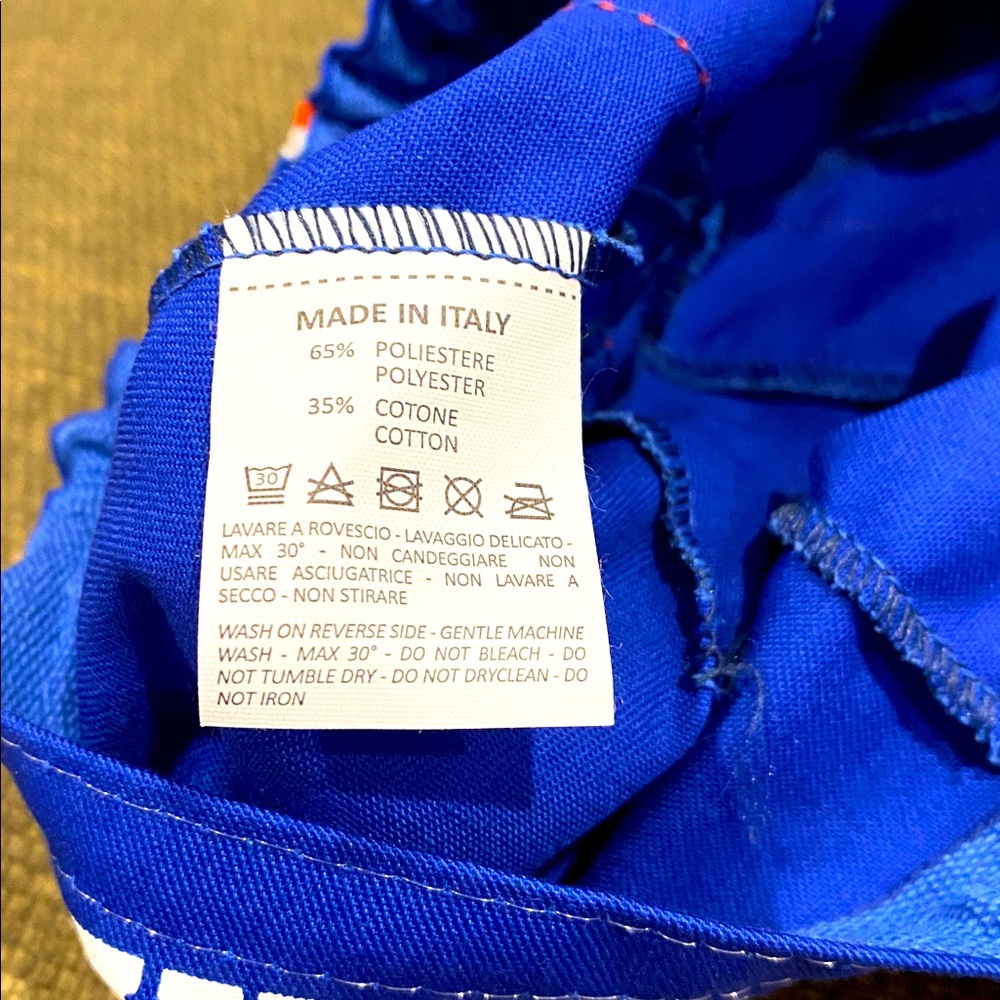 MADE IN ITALY
65% POLIESTERE
POLYESTER
35% COTONE
COTTON
30
LAVARE A ROVESCIO - LAVAGGIO DELICATO -
MAX 30° - NON CANDEGGIARE NON
USARE ASCIUGATRICE - NON LAVARE A
SECCO - NON STIRARE
WASH ON REVERSE SIDE - GENTLE MACHINE
WASH - MAX 30° - DO NOT BLEACH - DO
NOT TUMBLE DRY - DO NOT DRYCLEAN - DO
NOT IRON